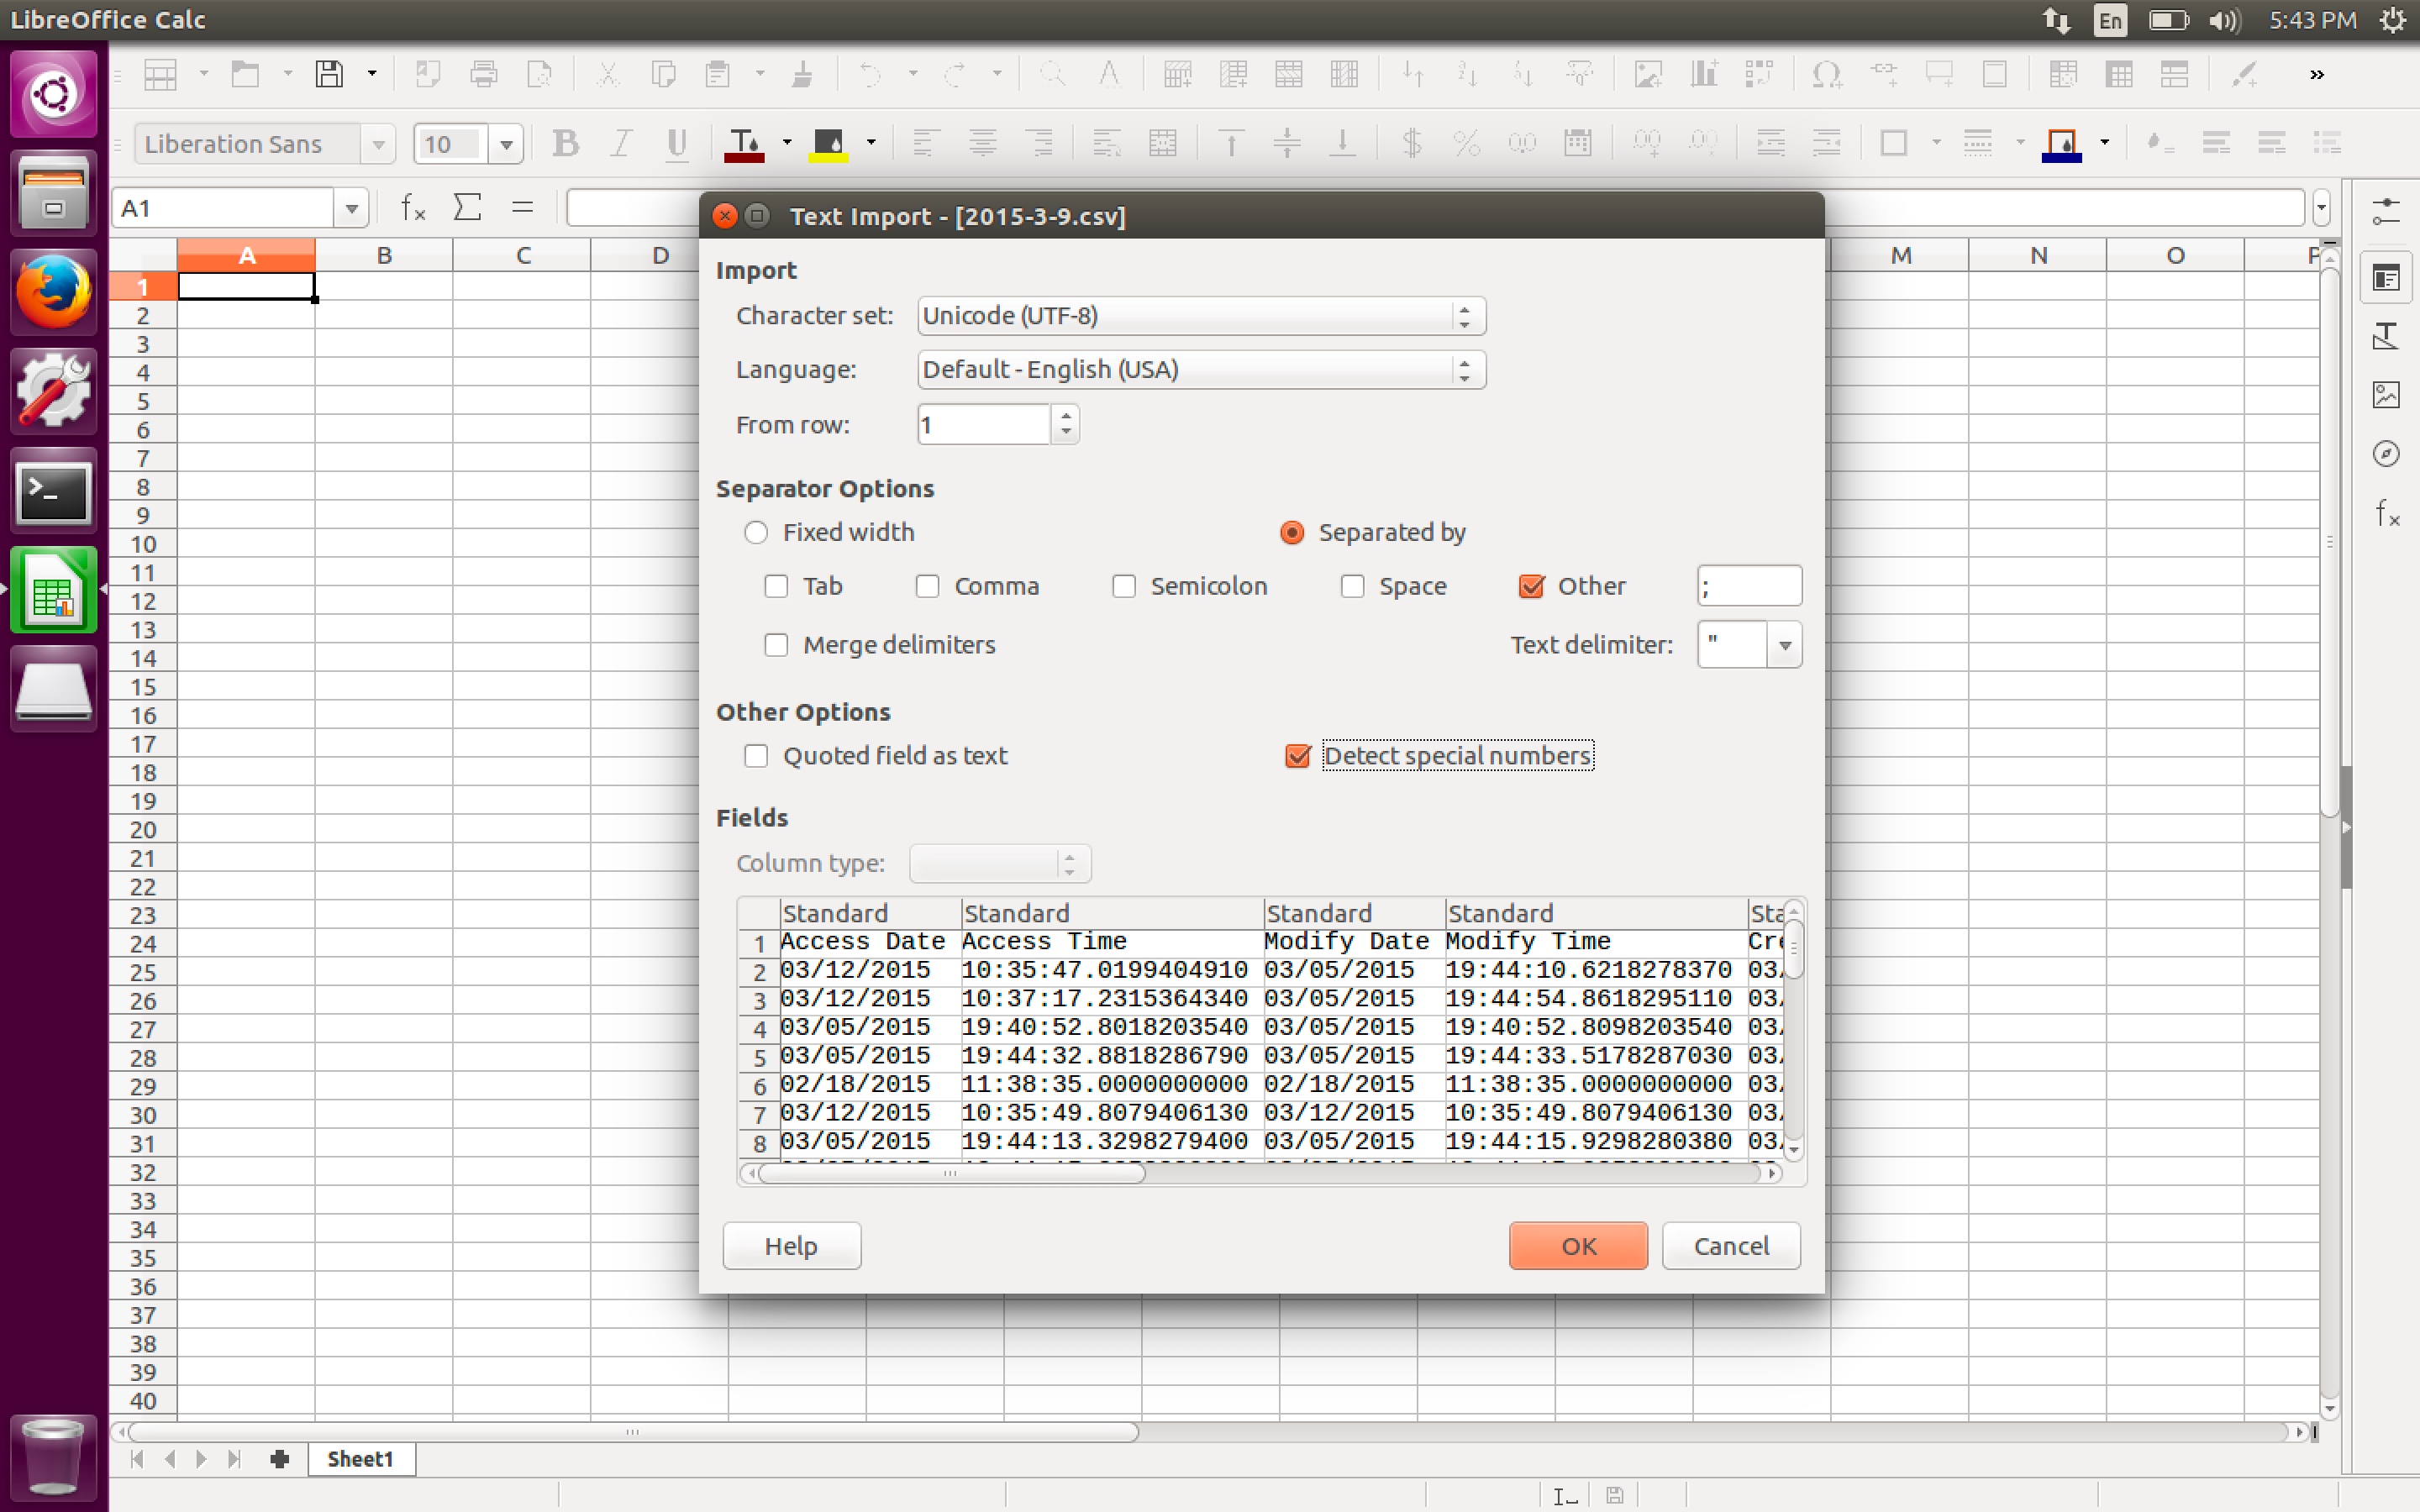 LibreOffice Calc
En
5:43 PM
Liberation Sans
10
A1
Text Import - [2015-3-9.csv]
A B C D M N O P
Import
Character set: Unicode (UTF-8)
Language: Default - English (USA)
From row: 1
Separator Options
Fixed width
Separated by
Tab
Comma
Semicolon
Space
Other
;
Merge delimiters
Text delimiter: "
Other Options
Quoted field as text
Detect special numbers
Fields
Column type:
Standard Standard Standard Standard Sta
1 Access Date Access Time Modify Date Modify Time Cre
2 03/12/2015 10:35:47.0199404910 03/05/2015 19:44:10.6218278370 03/
3 03/12/2015 10:37:17.2315364340 03/05/2015 19:44:54.8618295110 03/
4 03/05/2015 19:40:52.8018203540 03/05/2015 19:40:52.8098203540 03/
5 03/05/2015 19:44:32.8818286790 03/05/2015 19:44:33.5178287030 03/
6 02/18/2015 11:38:35.0000000000 02/18/2015 11:38:35.0000000000 03/
7 03/12/2015 10:35:49.8079406130 03/12/2015 10:35:49.8079406130 03/
8 03/05/2015 19:44:13.3298279400 03/05/2015 19:44:15.9298280380 03/
Help
OK
Cancel
1
2
3
4
5
6
7
8
9
10
11
12
13
14
15
16
17
18
19
20
21
22
23
24
25
26
27
28
29
30
31
32
33
34
35
36
37
38
39
40
Sheet1